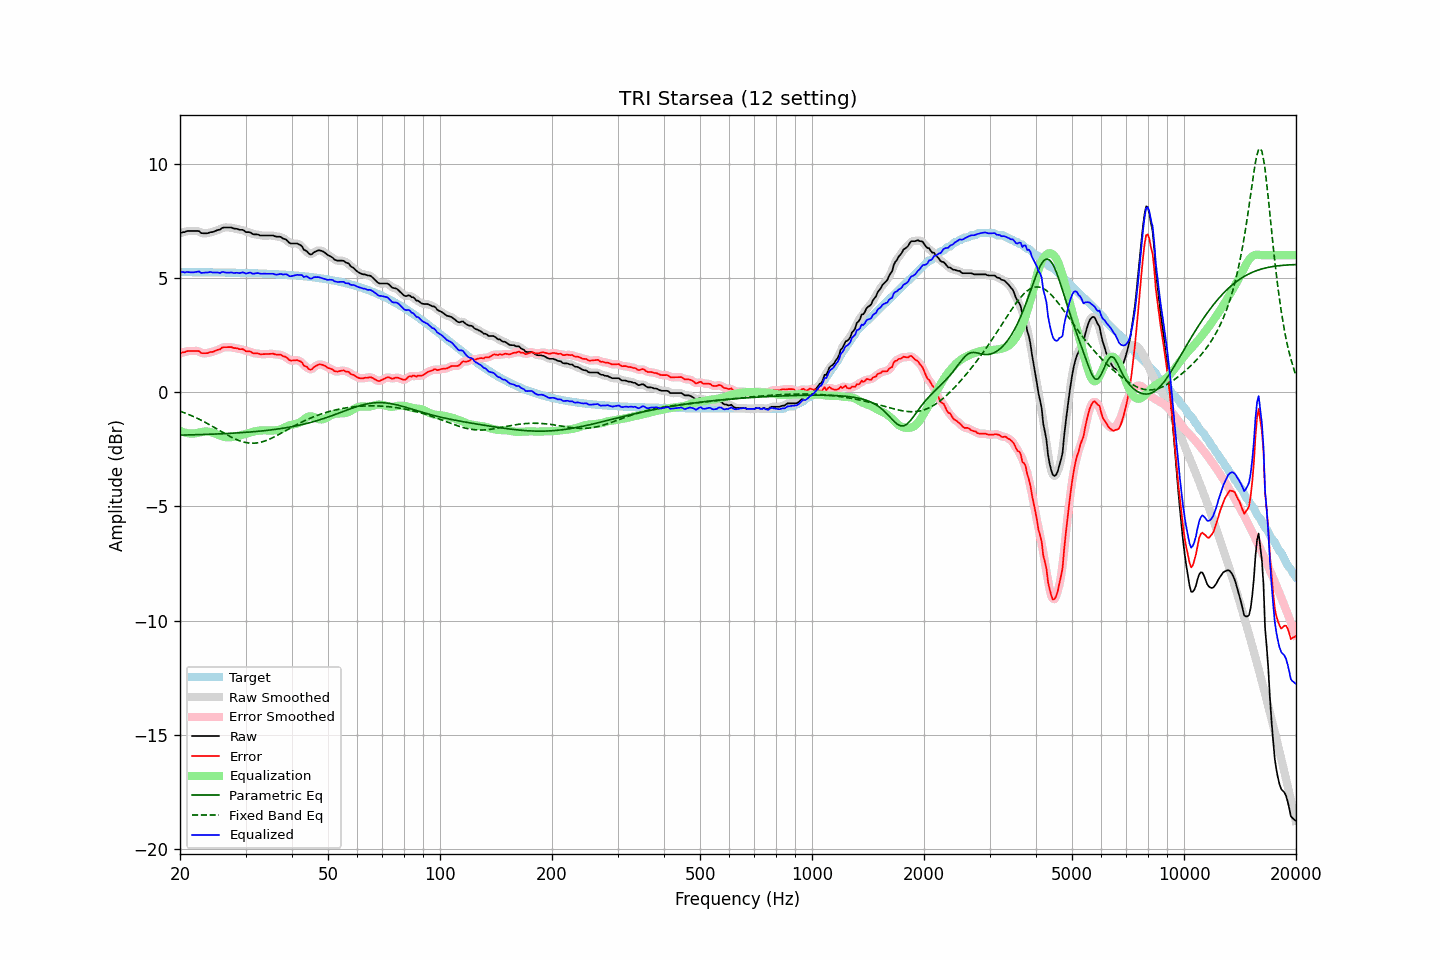 TRI Starsea (12 setting)
Amplitude (dBr)
10
5
0
−5
−10
−15
−20
Target
Raw Smoothed
Error Smoothed
Raw
Error
Equalization
Parametric Eq
Fixed Band Eq
Equalized
20
50
100
200
500
1000
2000
5000
10000
20000
Frequency (Hz)